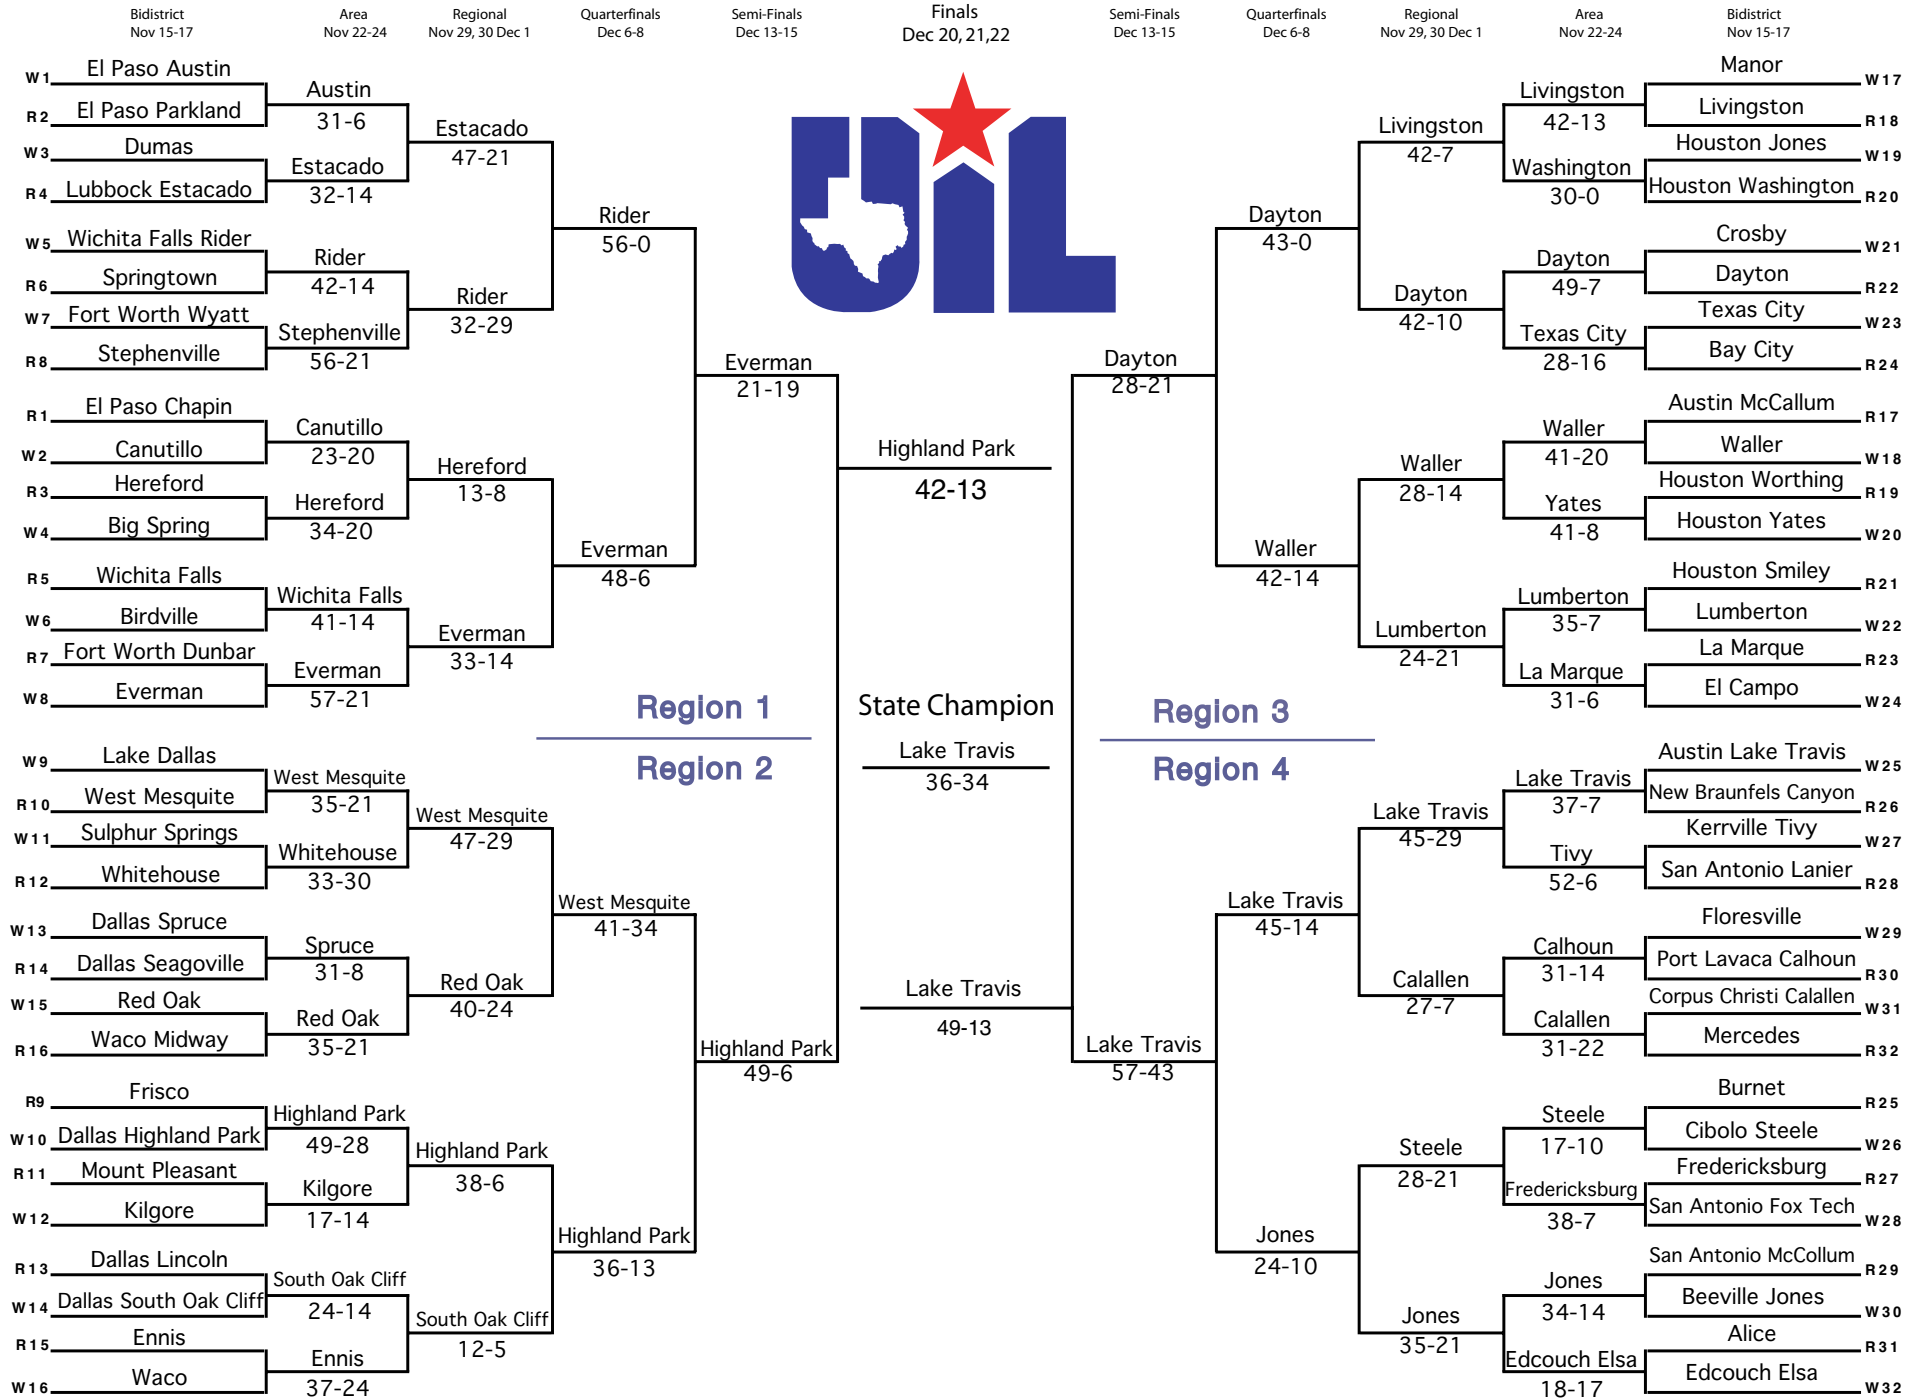 Bidistrict
Nov 15-17
Area
Nov 22-24
Regional
Nov 29, 30 Dec 1
Quarterfinals
Dec 6-8
Semi-Finals
Dec 13-15
Finals
Dec 20, 21,22
Semi-Finals
Dec 13-15
Quarterfinals
Dec 6-8
Regional
Nov 29, 30 Dec 1
Area
Nov 22-24
Bidistrict
Nov 15-17
W1 El Paso Austin
R2 El Paso Parkland
W3 Dumas
R4 Lubbock Estacado
W5 Wichita Falls Rider
R6 Springtown
W7 Fort Worth Wyatt
R8 Stephenville
R1 El Paso Chapin
W2 Canutillo
R3 Hereford
W4 Big Spring
R5 Wichita Falls
W6 Birdville
R7 Fort Worth Dunbar
W8 Everman
W9 Lake Dallas
R10 West Mesquite
W11 Sulphur Springs
R12 Whitehouse
W13 Dallas Spruce
R14 Dallas Seagoville
W15 Red Oak
R16 Waco Midway
R9 Frisco
W10 Dallas Highland Park
R11 Mount Pleasant
W12 Kilgore
R13 Dallas Lincoln
W14 Dallas South Oak Cliff
R15 Ennis
W16 Waco
Austin
31-6
Estacado
32-14
Rider
42-14
Stephenville
56-21
Canutillo
23-20
Hereford
34-20
Wichita Falls
41-14
Everman
57-21
West Mesquite
35-21
Whitehouse
33-30
Spruce
31-8
Red Oak
35-21
Highland Park
49-28
Kilgore
17-14
South Oak Cliff
24-14
Ennis
37-24
Estacado
47-21
Rider
32-29
Hereford
13-8
Everman
33-14
West Mesquite
47-29
Red Oak
40-24
Highland Park
38-6
South Oak Cliff
12-5
Rider
56-0
Everman
48-6
West Mesquite
41-34
Highland Park
36-13
Everman
21-19
Highland Park
49-6
Region 1
Region 2
UIL
Highland Park
42-13
State Champion
Lake Travis
36-34
Lake Travis
49-13
Region 3
Region 4
Dayton
28-21
Lake Travis
57-43
Dayton
43-0
Waller
42-14
Lake Travis
45-14
Jones
24-10
Livingston
42-7
Dayton
42-10
Waller
28-14
Lumberton
24-21
Lake Travis
45-29
Calallen
27-7
Steele
28-21
Jones
35-21
Livingston
42-13
Washington
30-0
Dayton
49-7
Texas City
28-16
Waller
41-20
Yates
41-8
Lumberton
35-7
La Marque
31-6
Lake Travis
37-7
Tivy
52-6
Calhoun
31-14
Calallen
31-22
Steele
17-10
Fredericksburg
38-7
Jones
34-14
Edcouch Elsa
18-17
Manor W17
Livingston R18
Houston Jones W19
Houston Washington R20
Crosby W21
Dayton R22
Texas City W23
Bay City R24
Austin McCallum R17
Waller W18
Houston Worthing R19
Houston Yates W20
Houston Smiley R21
Lumberton W22
La Marque R23
El Campo W24
Austin Lake Travis W25
New Braunfels Canyon R26
Kerrville Tivy W27
San Antonio Lanier R28
Floresville W29
Port Lavaca Calhoun R30
Corpus Christi Calallen W31
Mercedes R32
Burnet R25
Cibolo Steele W26
Fredericksburg R27
San Antonio Fox Tech W28
San Antonio McCollum R29
Beeville Jones W30
Alice R31
Edcouch Elsa W32